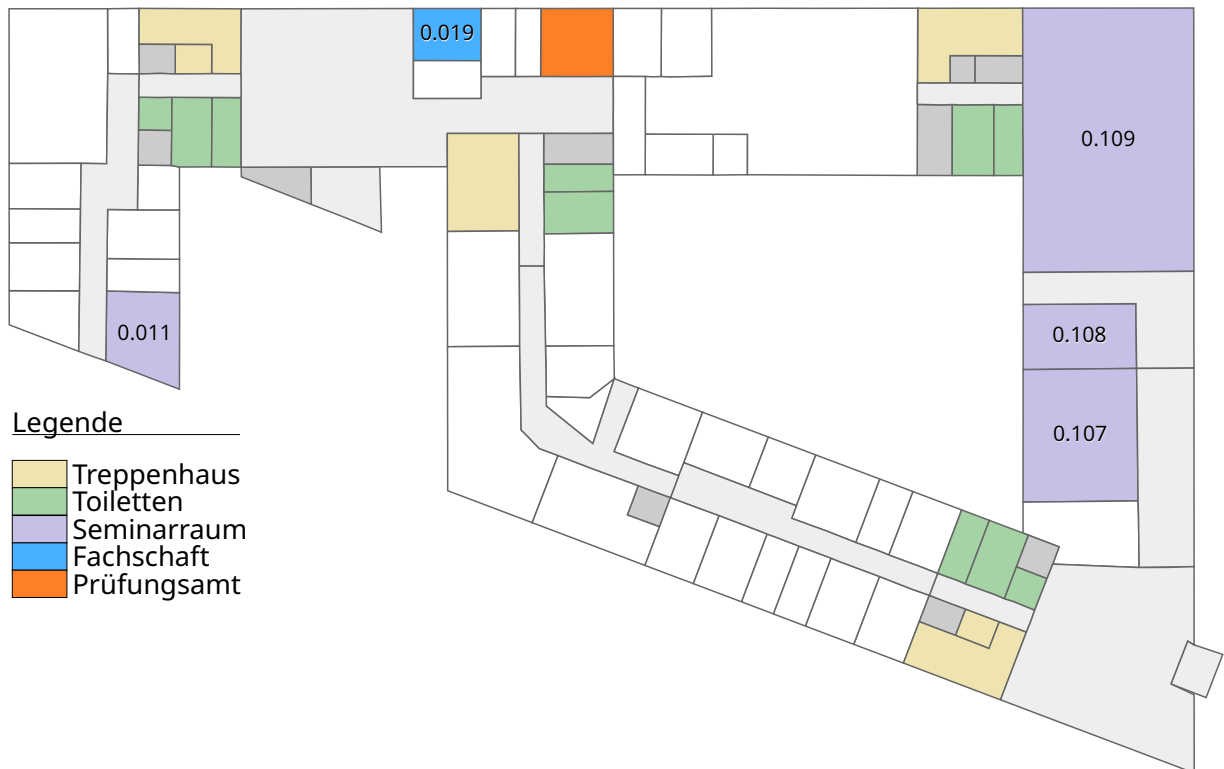 0.019
0.109
0.011
0.108
0.107
Legende
Treppenhaus
Toiletten
Seminarraum
Fachschaft
Prüfungsamt